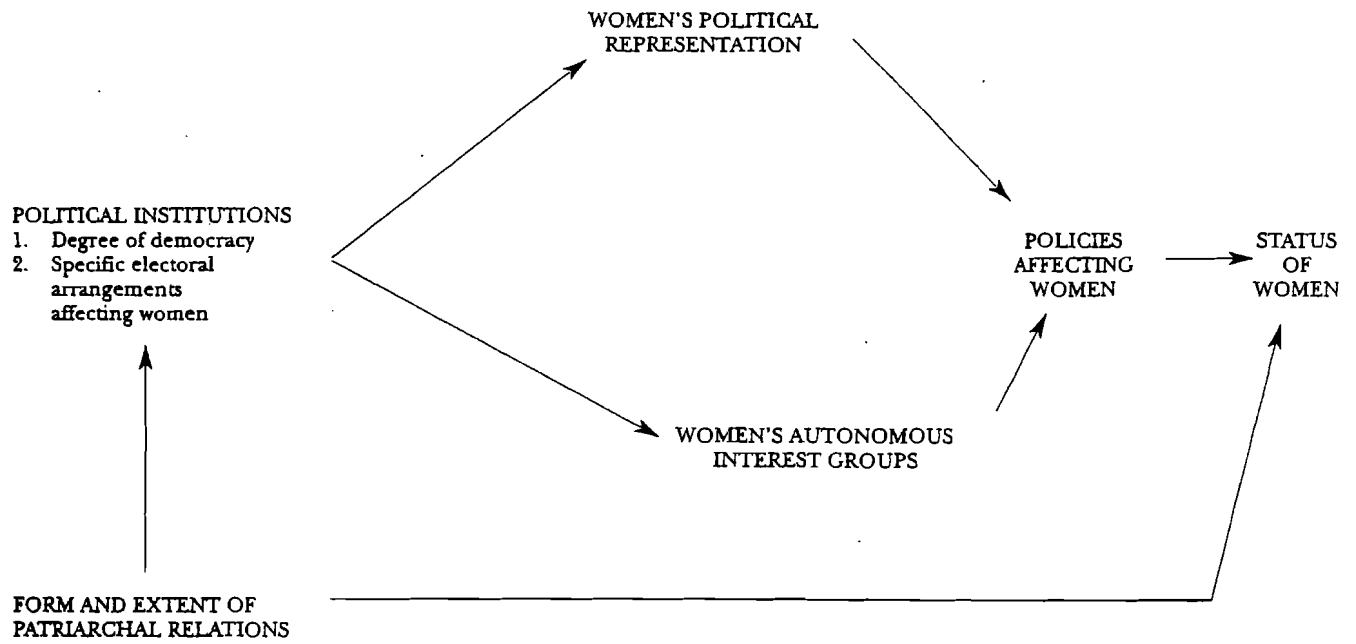 WOMEN'S POLITICAL
REPRESENTATION
POLITICAL INSTITUTIONS
1. Degree of democracy
2. Specific electoral
arrangements
affecting women
POLICIES
AFFECTING
WOMEN
STATUS
OF
WOMEN
WOMEN'S AUTONOMOUS
INTEREST GROUPS
FORM AND EXTENT OF
PATRIARCHAL RELATIONS